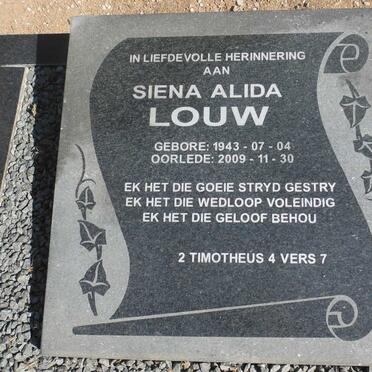 IN LIEFDEVOLLE HERINNERING
AAN
SIENA ALIDA
LOUW
GEBORE: 1943 - 07 - 04
OORLEDE: 2009 - 11 - 30
EK HET DIE GOEIE STRYD GESTRY
EK HET DIE WEDLOOP VOLEINDIG
EK HET DIE GELOOF BEHOU
2 TIMOTHEUS 4 VERS 7